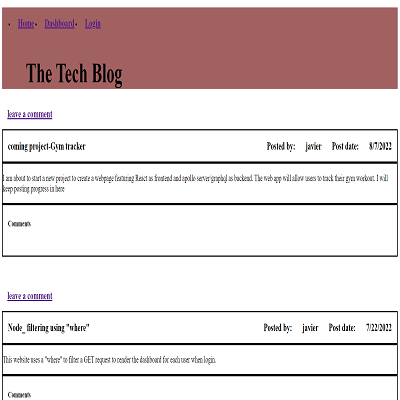 Home Dashboard Login
The Tech Blog
leave a comment
coming project-Gym tracker Posted by: javier Post date: 8/7/2022
I am about to start a new project to create a webpage featuring React as frontend and apollo server/graphql as backend. The web app will allow users to track their gym workout. I will
keep posting progress in here
Comments
leave a comment
Node_ filtering using "where" Posted by: javier Post date: 7/22/2022
This website uses a "where" to filter a GET request to render the dashboard for each user when login.
Comments